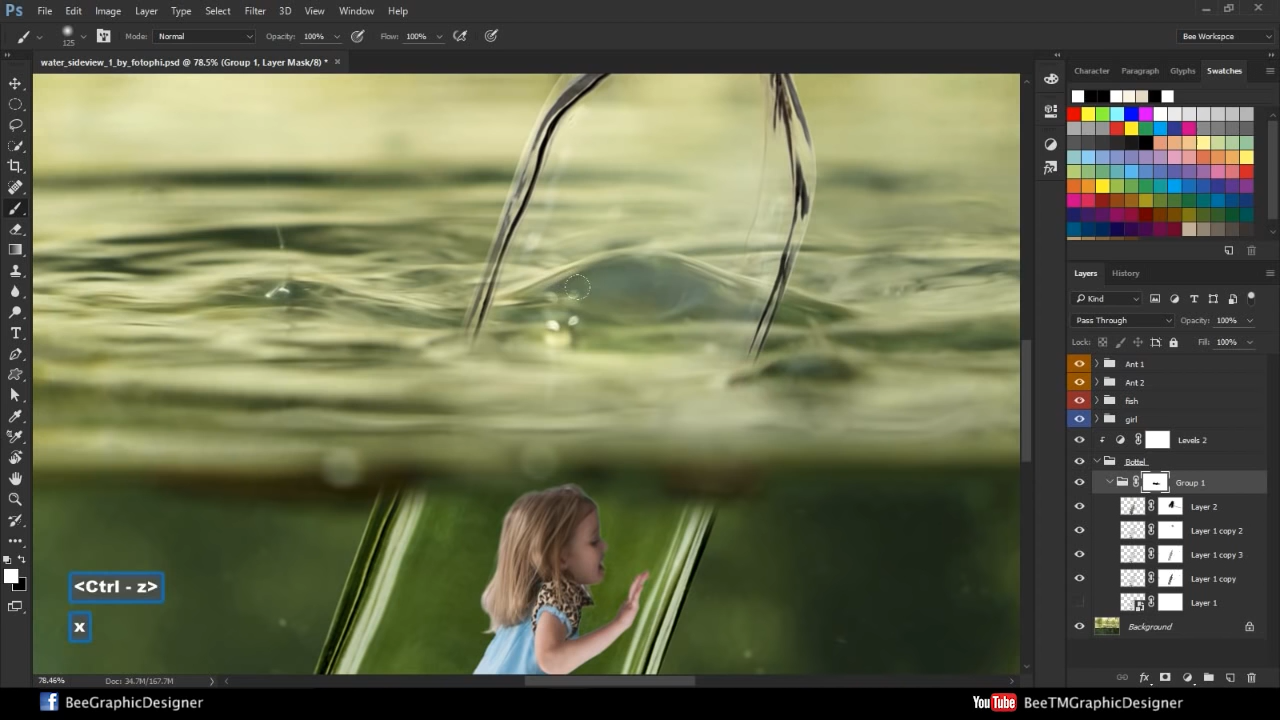 Ps File Edit Image Layer Type Select Filter 3D View Window Help
125 Mode: Normal Opacity: 100% Flow: 100% Bee Workspce
water_sideview_1_by_fotophi.psd @ 78.5% (Group 1, Layer Mask/8) *
Character Paragraph Glyphs Swatches
Layers History
Kind
Pass Through Opacity: 100%
Lock: Fill: 100%
Ant 1
Ant 2
fish
girl
Levels 2
Bottel
Group 1
Layer 2
Layer 1 copy 2
Layer 1 copy 3
Layer 1 copy
Layer 1
Background
<Ctrl - z>
x
78.46% Doc: 34.7M/167.7M
f BeeGraphicDesigner
YouTube BeeTMGraphicDesigner